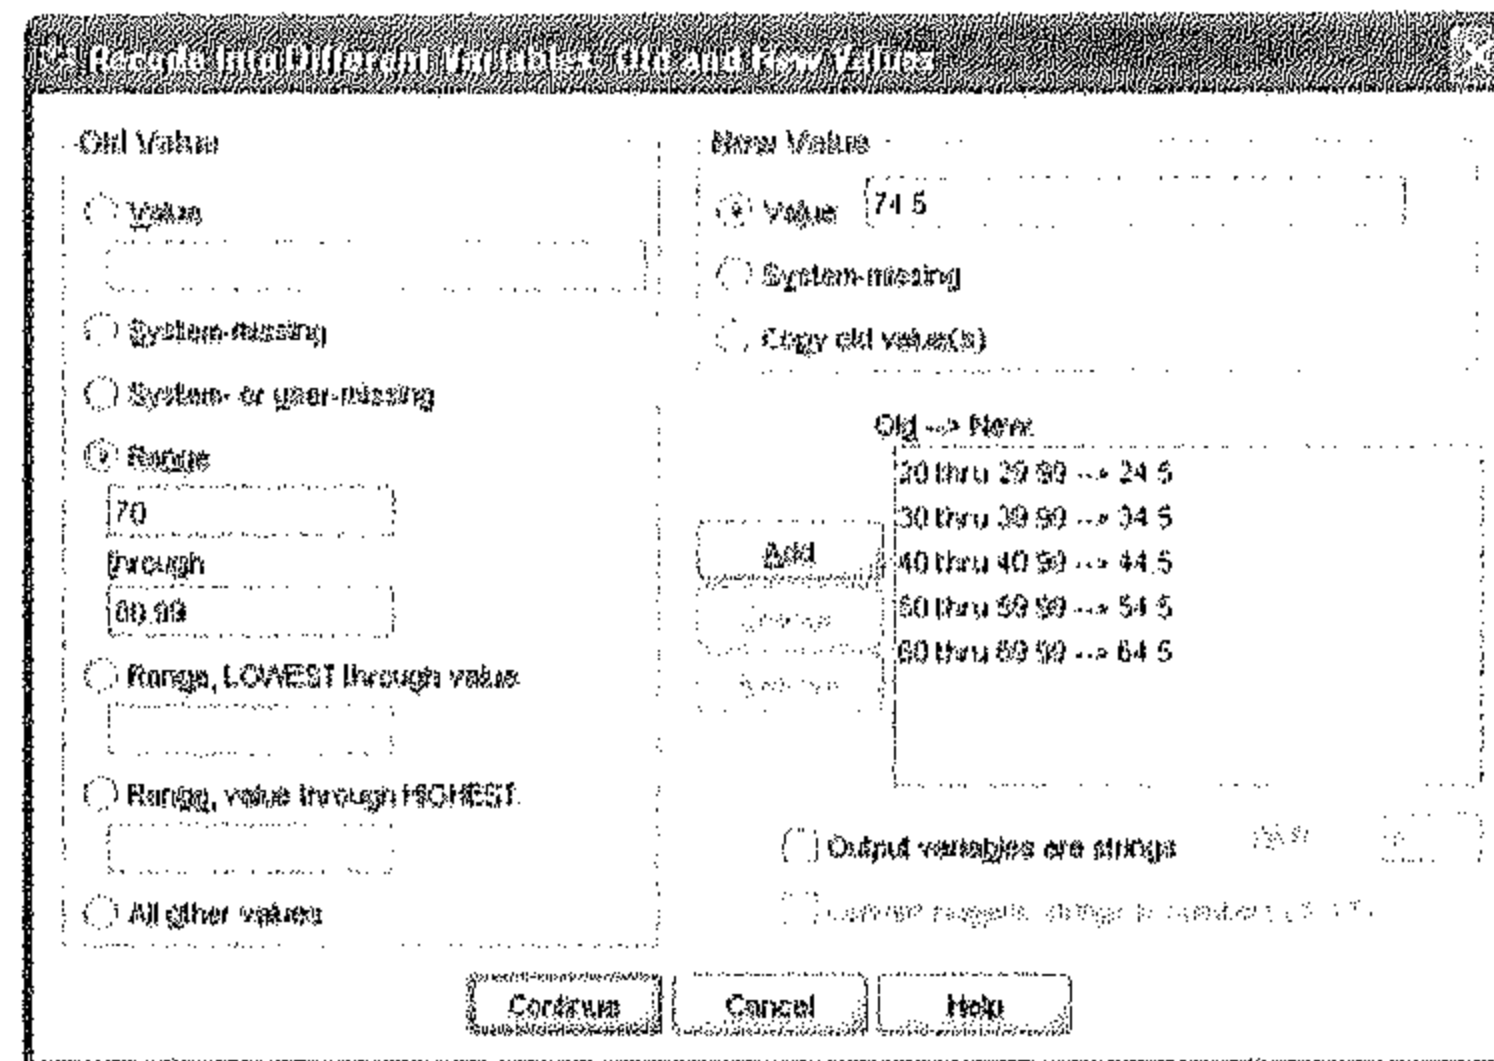 Recode Into Different Variables: Old and New Values
Old Value
Value
System-missing
System- or user-missing
Range
70
through
Range, LOWEST through value
Range, value through HIGHEST
All other values
New Value
Value 74.5
System-missing
Copy old value(s)
Old --> New
20 thru 29.99 --> 24.5
30 thru 39.99 --> 34.5
40 thru 40.99 --> 44.5
50 thru 59.99 --> 54.5
60 thru 69.99 --> 64.5
Add
Change
Remove
Output variables are strings
Continue
Cancel
Help